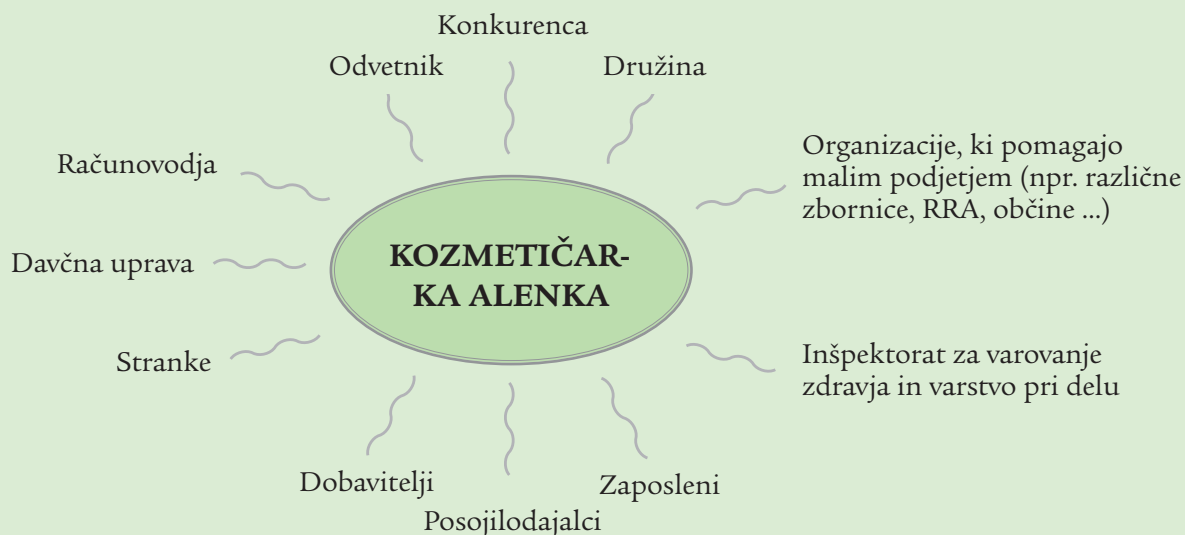 Konkurenca
Odvetnik
Družina
Organizacije, ki pomagajo
malim podjetjem (npr. različne
zbornice, RRA, občine ...)
Računovodja
KOZMETIČAR-
KA ALENKA
Davčna uprava
Stranke
Inšpektorat za varovanje
zdravja in varstvo pri delu
Dobavitelji
Zaposleni
Posojilodajalci